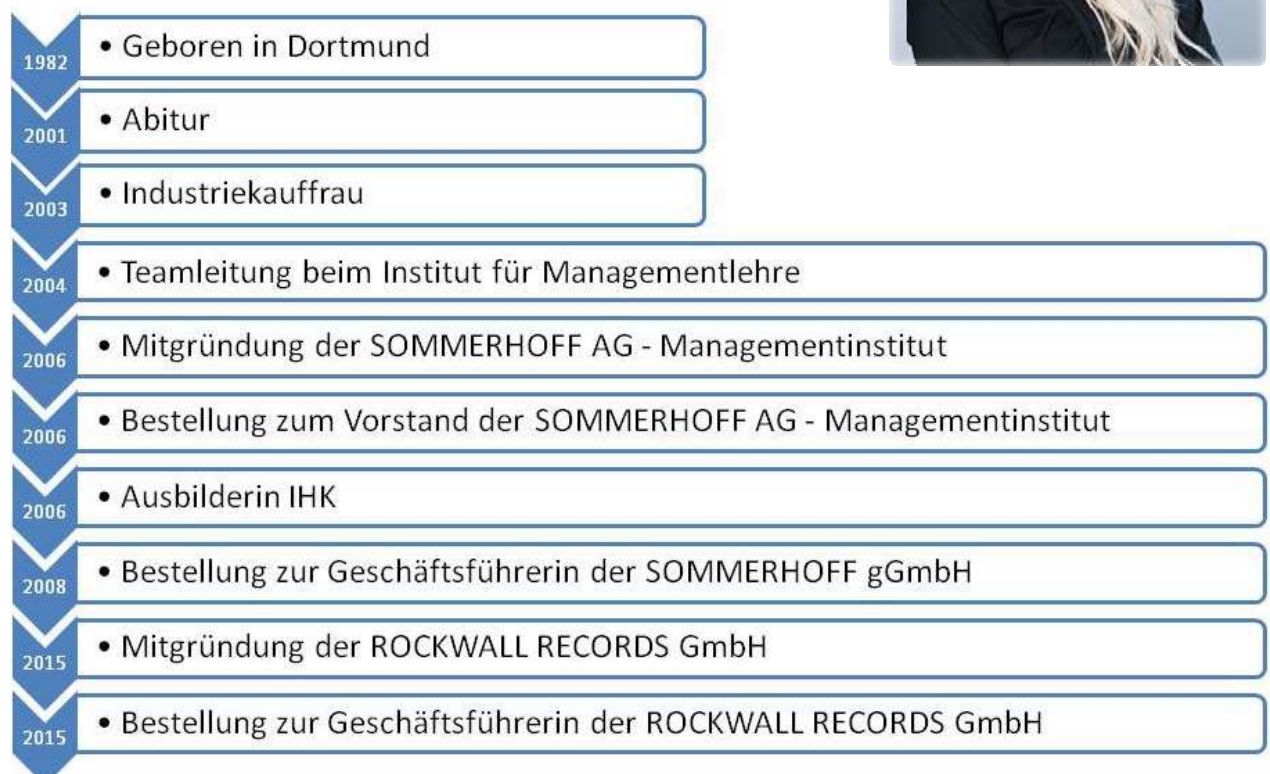 1982 • Geboren in Dortmund
2001 • Abitur
2003 • Industriekauffrau
2004 • Teamleitung beim Institut für Managementlehre
2006 • Mitgründung der SOMMERHOFF AG - Managementinstitut
2006 • Bestellung zum Vorstand der SOMMERHOFF AG - Managementinstitut
2006 • Ausbilderin IHK
2008 • Bestellung zur Geschäftsführerin der SOMMERHOFF gGmbH
2015 • Mitgründung der ROCKWALL RECORDS GmbH
2015 • Bestellung zur Geschäftsführerin der ROCKWALL RECORDS GmbH